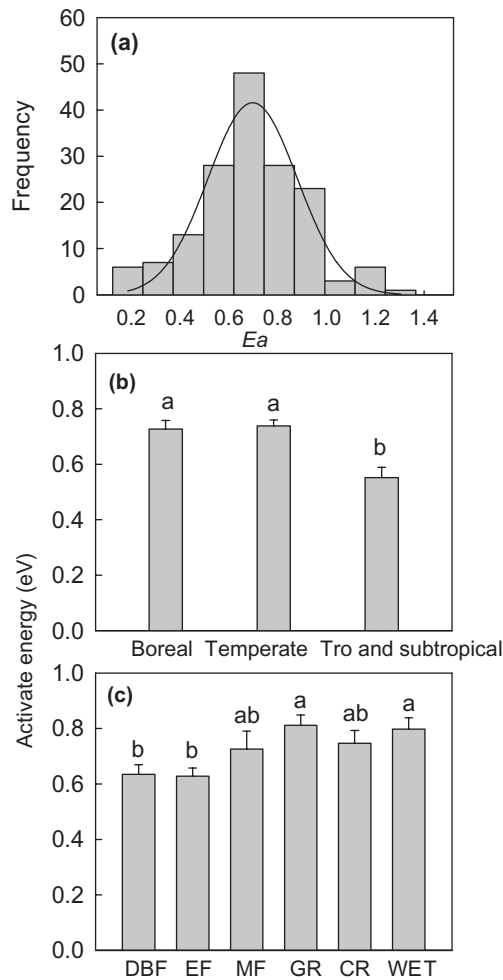 60
(a)
50
40
Frequency
30
20
10
0
0.2 0.4 0.6 0.8 1.0 1.2 1.4
Ea
1.0
(b)
a a
0.8
b
0.6
0.4
0.2
0.0
Boreal Temperate Tro and subtropical
Activate energy (eV)
1.0
(c)
b b ab a ab a
0.8
0.6
0.4
0.2
0.0
DBF EF MF GR CR WET